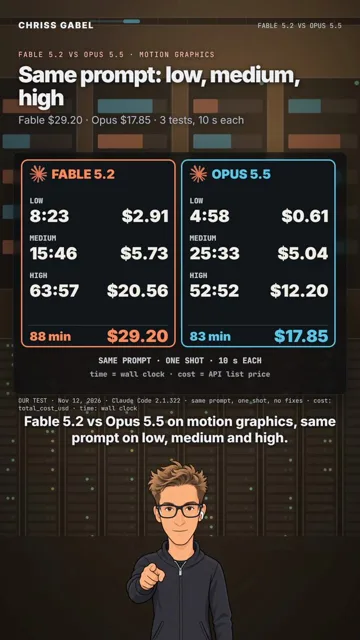 CHRISS GABEL
FABLE 5.2 VS OPUS 5.5
FABLE 5.2 VS OPUS 5.5 · MOTION GRAPHICS
Same prompt: low, medium,
high
Fable $29.20 · Opus $17.85 · 3 tests, 10 s each
FABLE 5.2
LOW
8:23 $2.91
MEDIUM
15:46 $5.73
HIGH
63:57 $20.56
88 min $29.20
OPUS 5.5
LOW
4:58 $0.61
MEDIUM
25:33 $5.04
HIGH
52:52 $12.20
83 min $17.85
SAME PROMPT · ONE SHOT · 10 s EACH
time = wall clock · cost = API list price
OUR TEST · Nov 12, 2026 · Claude Code 2.1.322 · same prompt, one_shot, no fixes · cost:
total_cost_usd · time: wall clock
Fable 5.2 vs Opus 5.5 on motion graphics, same
prompt on low, medium and high.